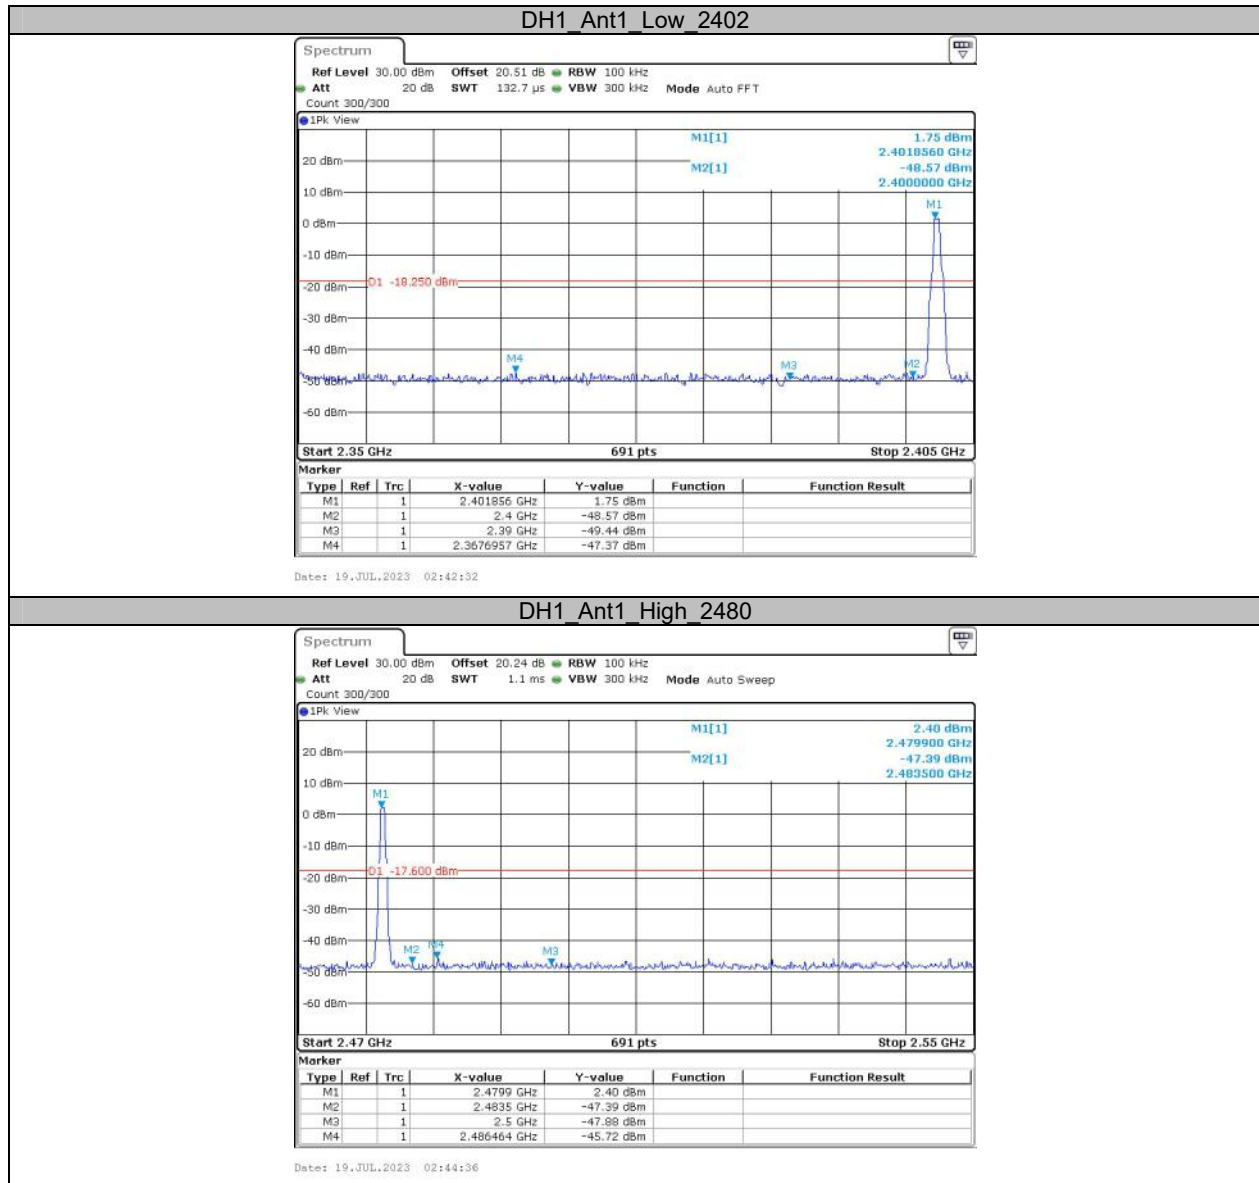 DH1_Ant1_Low_2402
Spectrum
Ref Level 30.00 dBm Offset 20.51 dB RBW 100 kHz
Att 20 dB SWT 132.7 µs VBW 300 kHz Mode Auto FFT
Count 300/300
1Pk View
M1[1] 1.75 dBm
2.4018560 GHz
20 dBm
M2[1] -48.57 dBm
2.4000000 GHz
10 dBm
M1
0 dBm
-10 dBm
D1 -18.250 dBm
-20 dBm
-30 dBm
-40 dBm
M4 M3 M2
-50 dBm
-60 dBm
Start 2.35 GHz 691 pts Stop 2.405 GHz
Marker
Type Ref Trc X-value Y-value Function Function Result
M1 1 2.401856 GHz 1.75 dBm
M2 1 2.4 GHz -48.57 dBm
M3 1 2.39 GHz -49.44 dBm
M4 1 2.3676957 GHz -47.37 dBm
Date: 19.JUL.2023 02:42:32
DH1_Ant1_High_2480
Spectrum
Ref Level 30.00 dBm Offset 20.24 dB RBW 100 kHz
Att 20 dB SWT 1.1 ms VBW 300 kHz Mode Auto Sweep
Count 300/300
1Pk View
M1[1] 2.40 dBm
2.479900 GHz
20 dBm
M2[1] -47.39 dBm
2.483500 GHz
10 dBm
M1
0 dBm
-10 dBm
D1 -17.600 dBm
-20 dBm
-30 dBm
-40 dBm
M2 M4 M3
-50 dBm
-60 dBm
Start 2.47 GHz 691 pts Stop 2.55 GHz
Marker
Type Ref Trc X-value Y-value Function Function Result
M1 1 2.4799 GHz 2.40 dBm
M2 1 2.4835 GHz -47.39 dBm
M3 1 2.5 GHz -47.88 dBm
M4 1 2.486464 GHz -45.72 dBm
Date: 19.JUL.2023 02:44:36